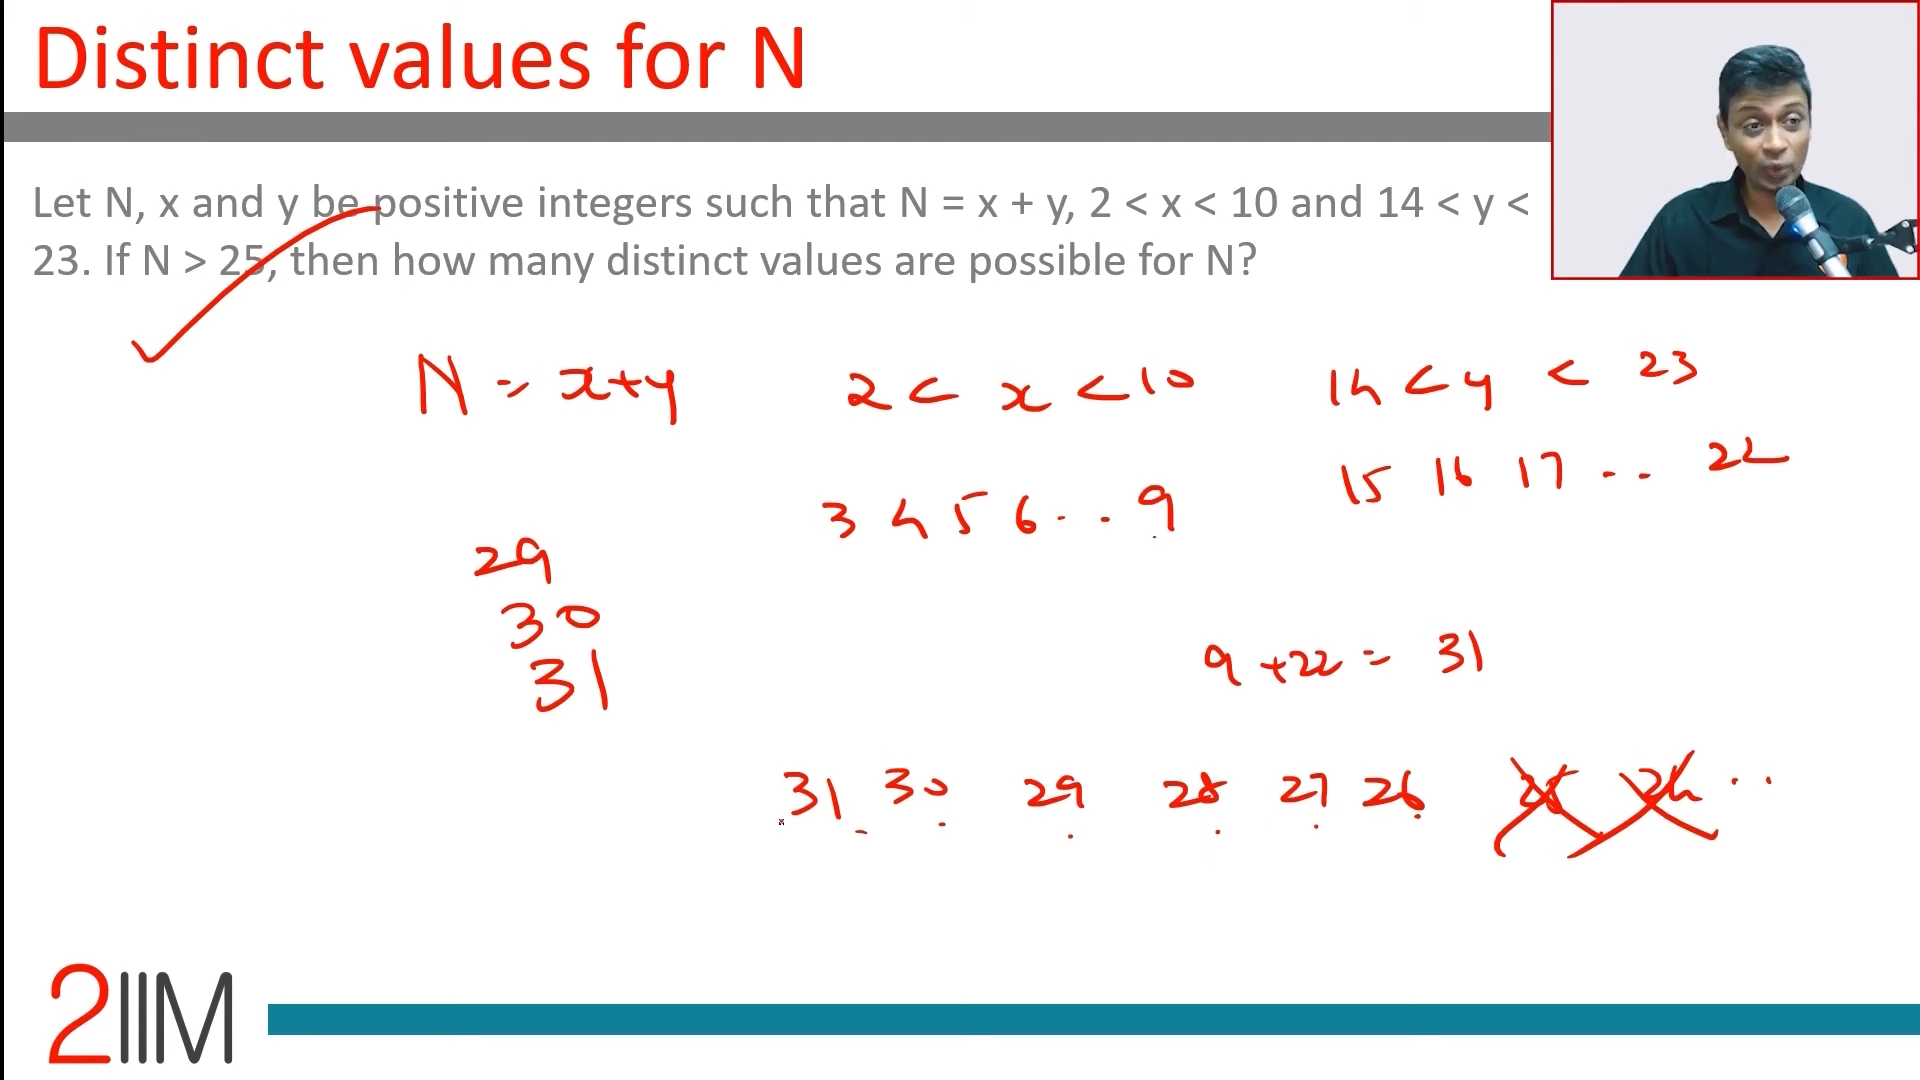 Distinct values for N
Let N, x and y be positive integers such that N = x + y, 2 < x < 10 and 14 < y <
23. If N > 25, then how many distinct values are possible for N?
N = x+y 2 < x < 10 14 < y < 23
3 4 5 6 .. 9 15 16 17 .. 22
29
30
31
9 +22 = 31
31 30 29 28 27 26 25 24 ..
2IIM